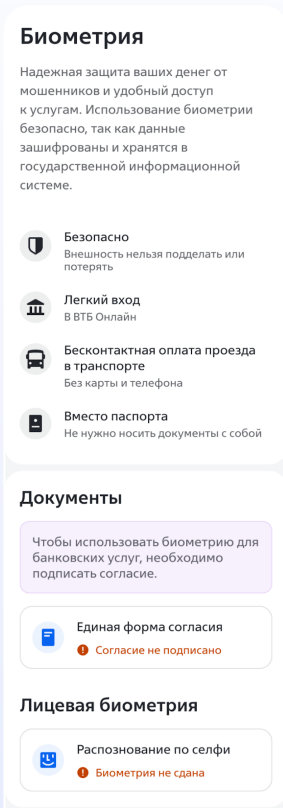 Биометрия
Надежная защита ваших денег от
мошенников и удобный доступ
к услугам. Использование биометрии
безопасно, так как данные
зашифрованы и хранятся в
государственной информационной
системе.
Безопасно
Внешность нельзя подделать или
потерять
Легкий вход
В ВТБ Онлайн
Бесконтактная оплата проезда
в транспорте
Без карты и телефона
Вместо паспорта
Не нужно носить документы с собой
Документы
Чтобы использовать биометрию для
банковских услуг, необходимо
подписать согласие.
Единая форма согласия
Согласие не подписано
Лицевая биометрия
Распознование по селфи
Биометрия не сдана